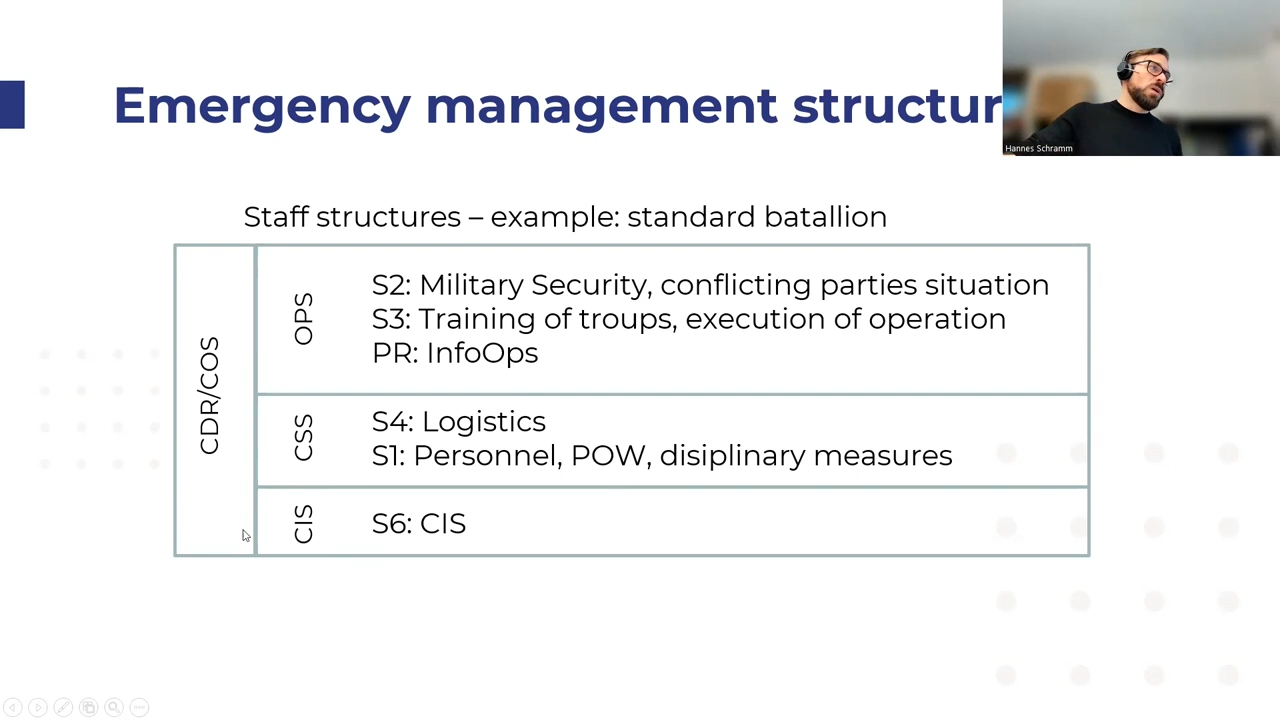 Emergency management structur
Hannes Schramm
Staff structures – example: standard batallion
CDR/COS
OPS
S2: Military Security, conflicting parties situation
S3: Training of troups, execution of operation
PR: InfoOps
CSS
S4: Logistics
S1: Personnel, POW, disiplinary measures
CIS
S6: CIS